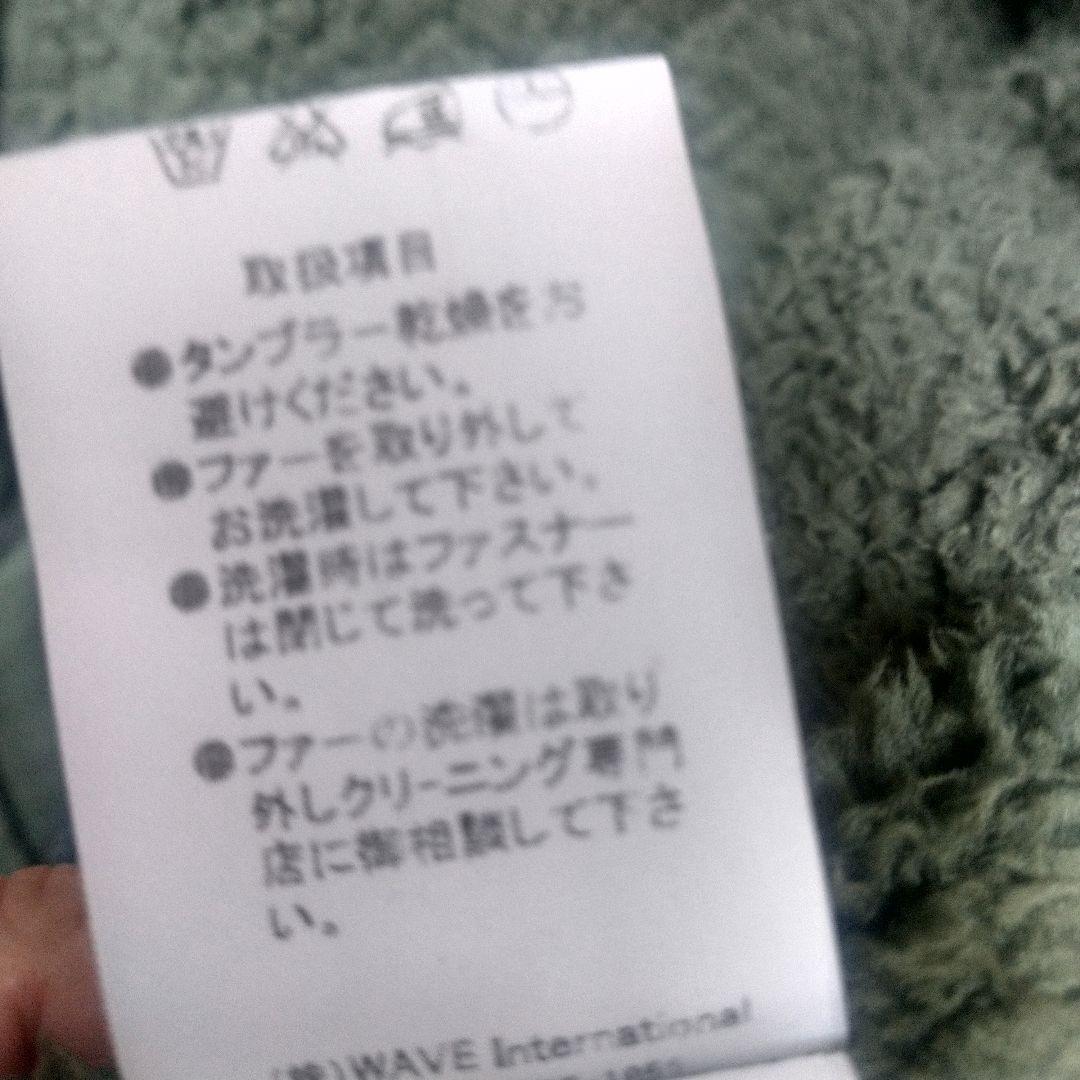 取扱項目
●タンブラー乾燥をお
避けください。
●ファーを取り外して
お洗濯して下さい。
●洗濯時はファスナー
は閉じて洗って下さ
い。
●ファーの洗濯は取り
外しクリーニング専門
店に御相談して下さ
い。
(株)WAVE International